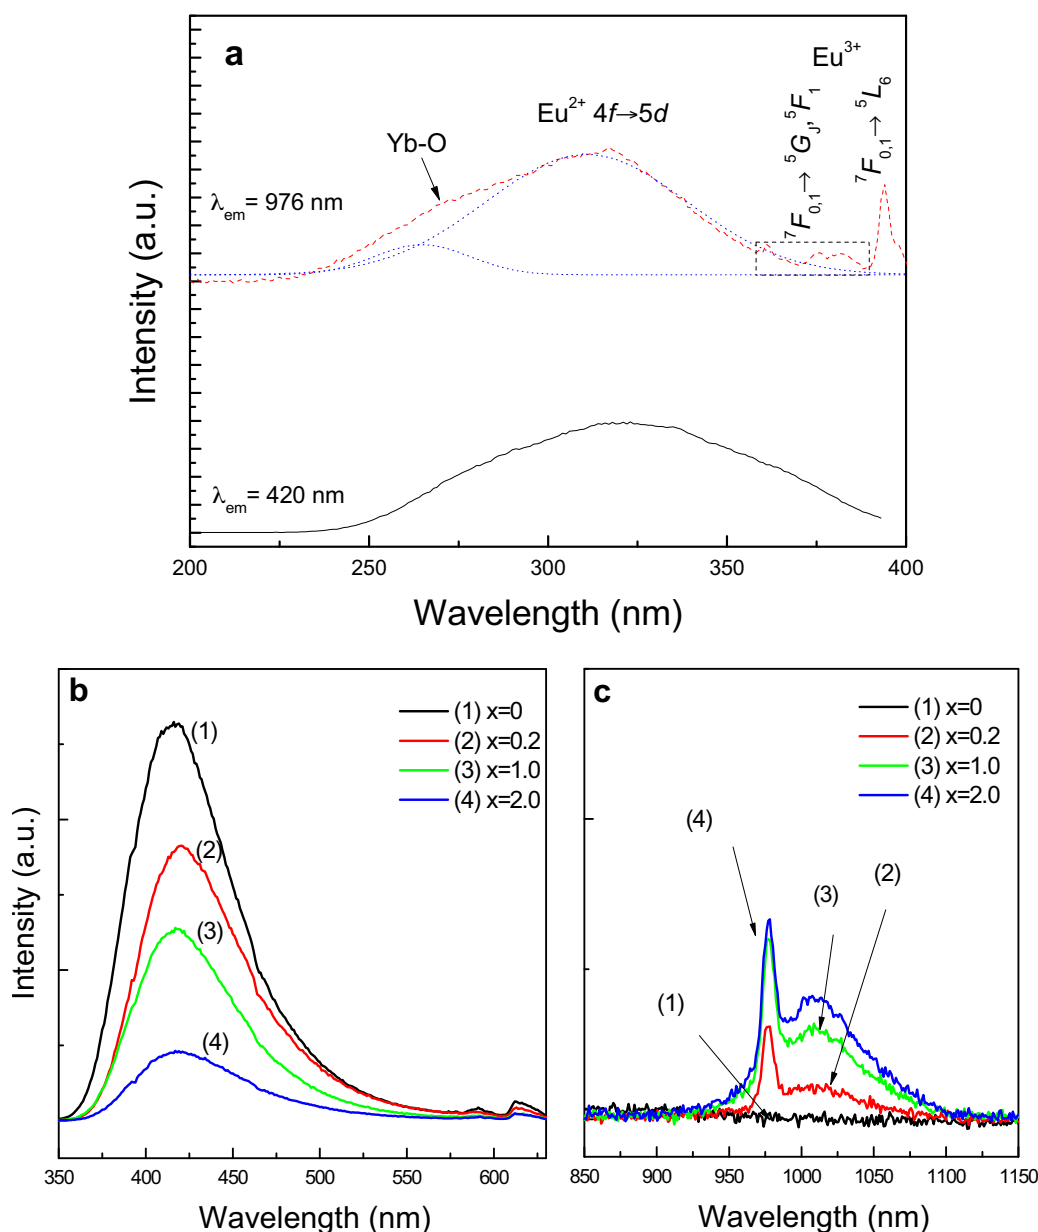 a
Eu³⁺
Eu²⁺ 4f→5d
⁷F₀,₁→ ⁵G_J, ⁵F₁
⁷F₀,₁→ ⁵L₆
Yb-O
λem= 976 nm
λem= 420 nm
Intensity (a.u.)
200 250 300 350 400
Wavelength (nm)
b
(1) x=0
(2) x=0.2
(3) x=1.0
(4) x=2.0
(1)
(2)
(3)
(4)
Intensity (a.u.)
350 400 450 500 550 600
Wavelength (nm)
c
(1) x=0
(2) x=0.2
(3) x=1.0
(4) x=2.0
(4)
(2)
(3)
(1)
850 900 950 1000 1050 1100 1150
Wavelength (nm)